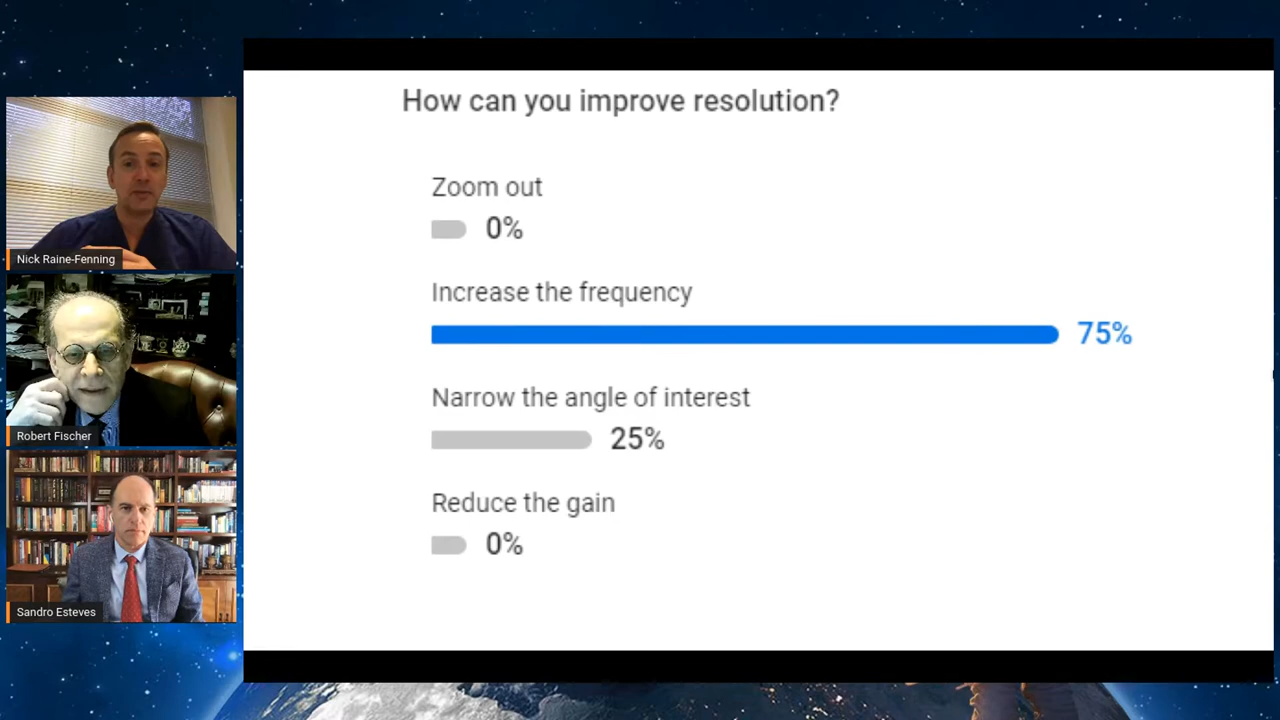 Nick Raine-Fenning
Robert Fischer
Sandro Esteves
How can you improve resolution?
Zoom out
0%
Increase the frequency
75%
Narrow the angle of interest
25%
Reduce the gain
0%